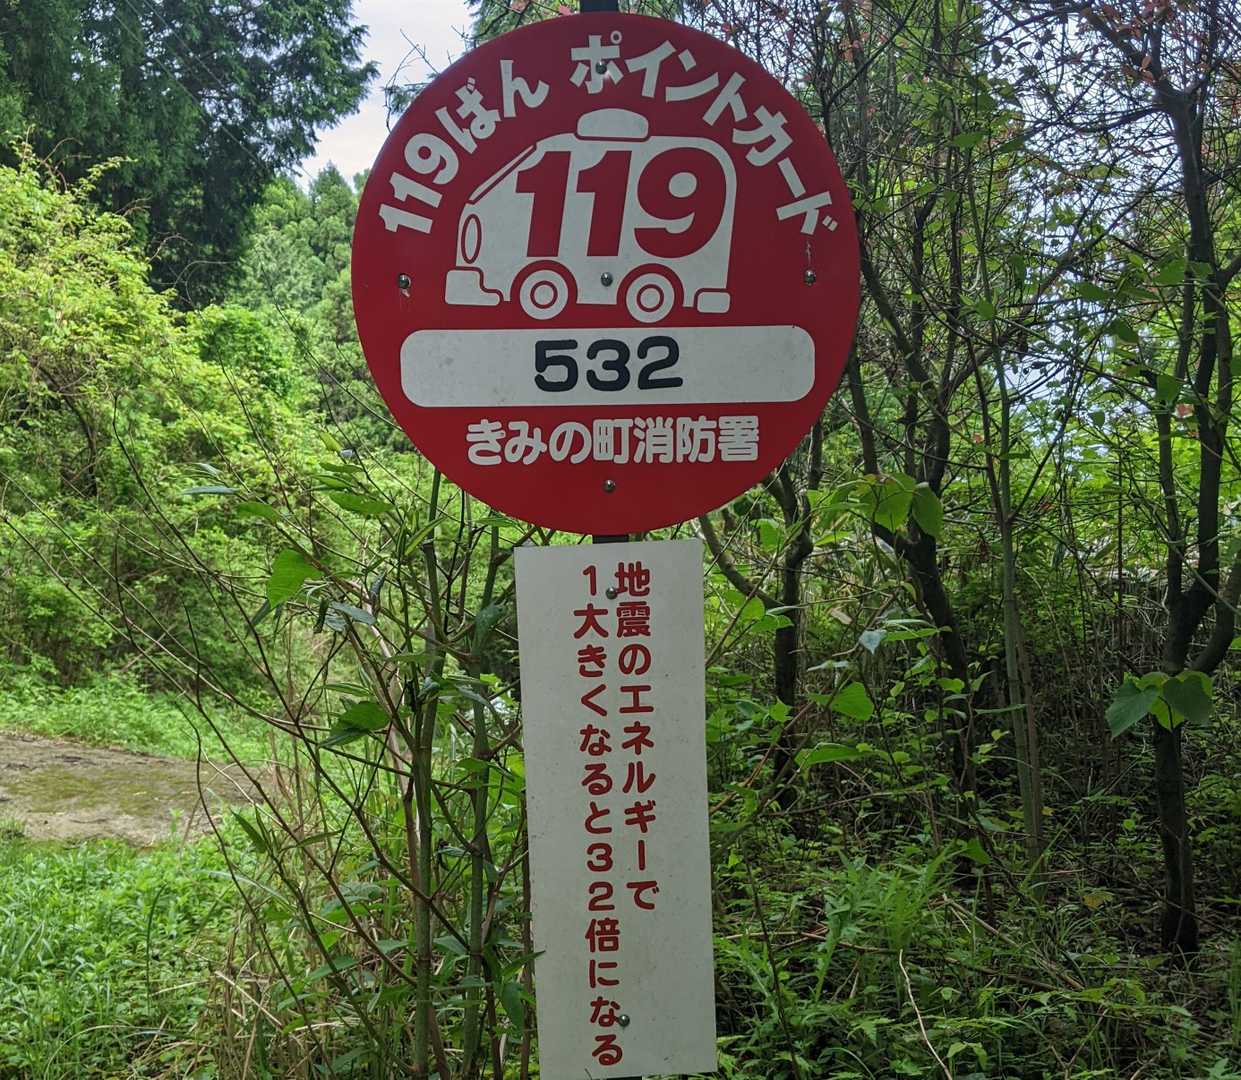 119ばん ポイントカード
119
532
きみの町消防署
地震のエネルギーで
1大きくなると32倍になる